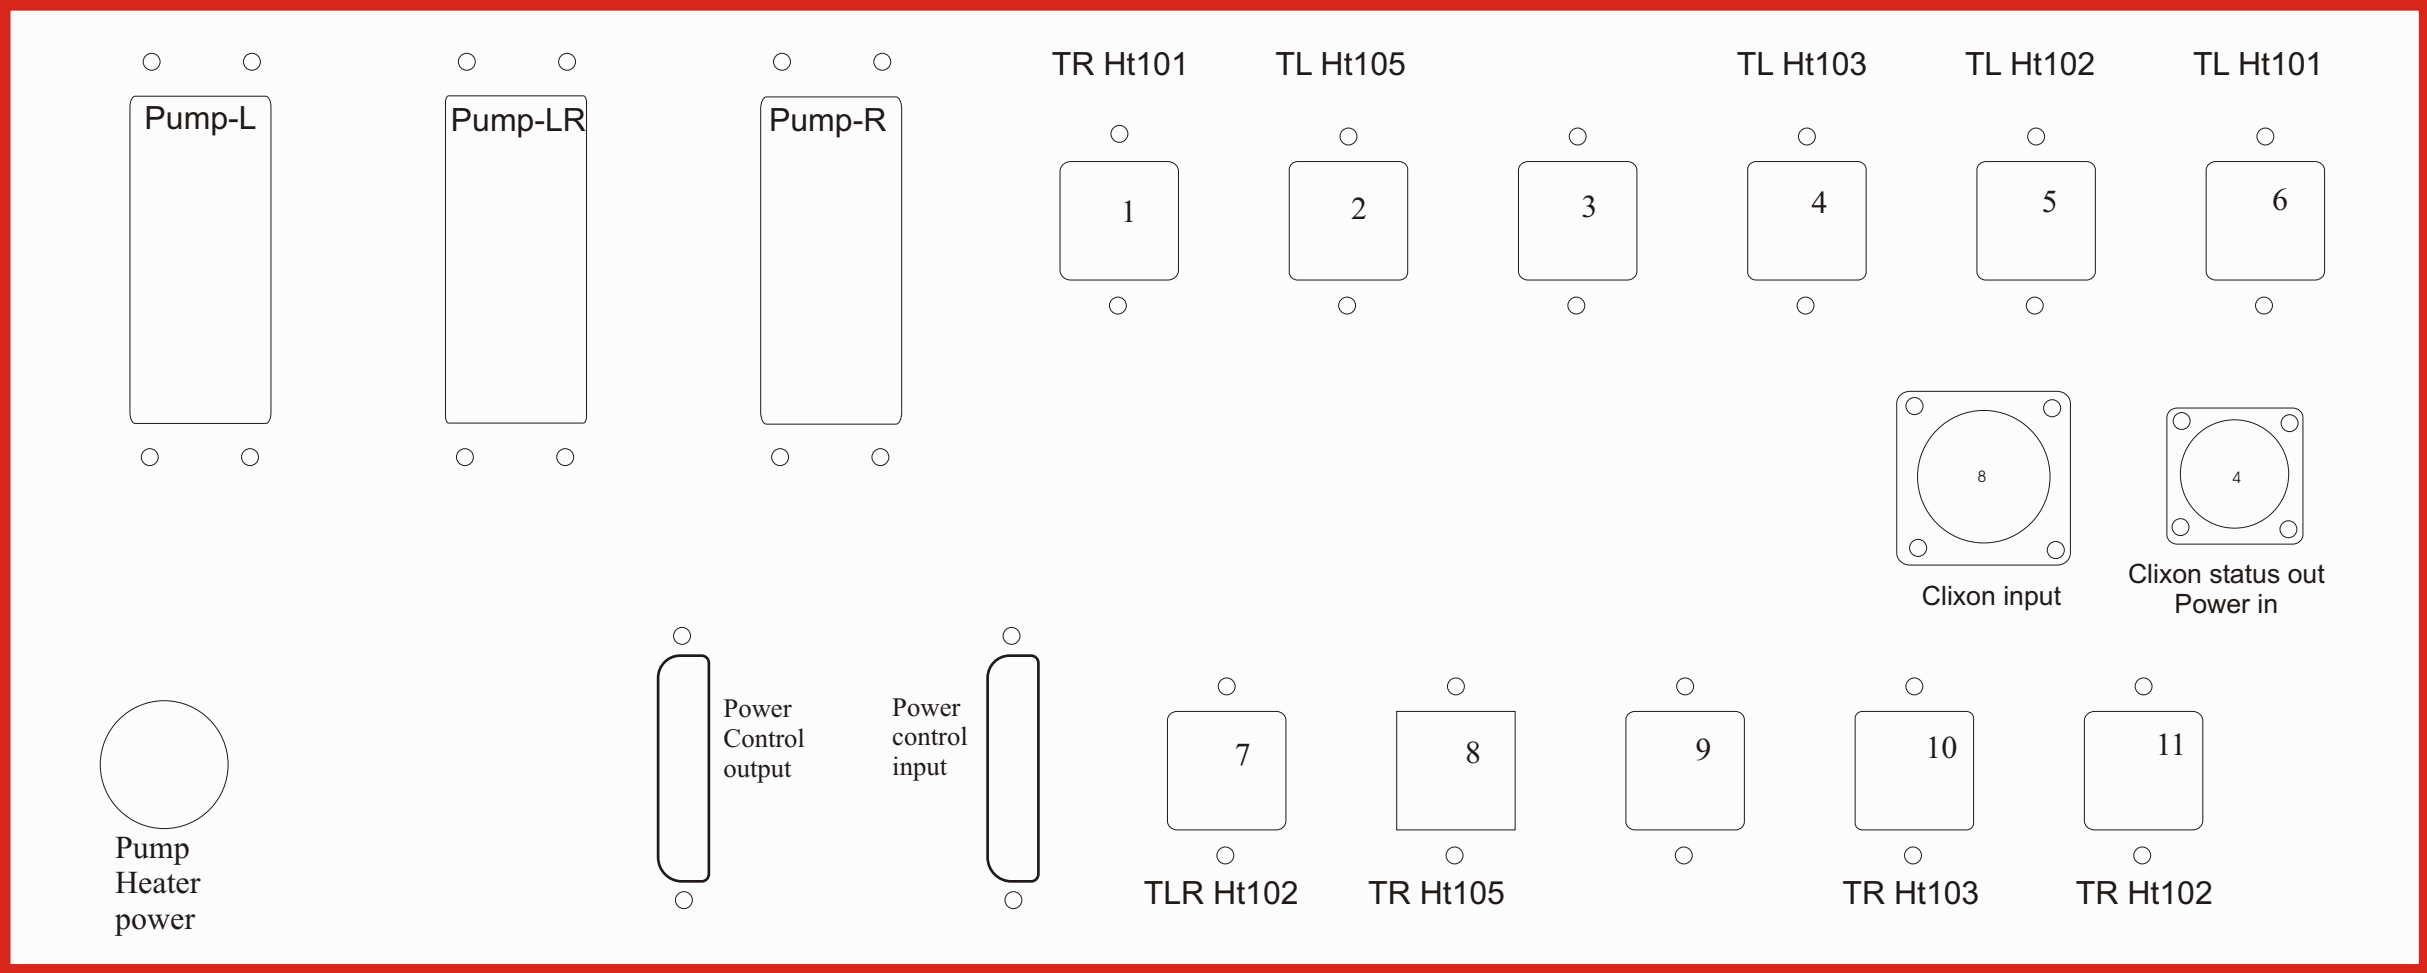 TR Ht101
TL Ht105
TL Ht103
TL Ht102
TL Ht101
Pump-L
Pump-LR
Pump-R
1
2
3
4
5
6
8
4
Clixon input
Clixon status out
Power in
Power
Control
output
Power
control
input
7
8
9
10
11
Pump
Heater
power
TLR Ht102
TR Ht105
TR Ht103
TR Ht102